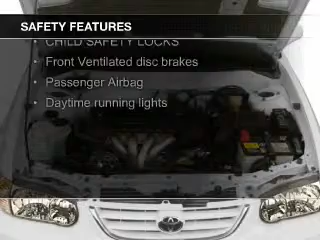 SAFETY FEATURES
• CHILD SAFETY LOCKS
• Front Ventilated disc brakes
• Passenger Airbag
• Daytime running lights